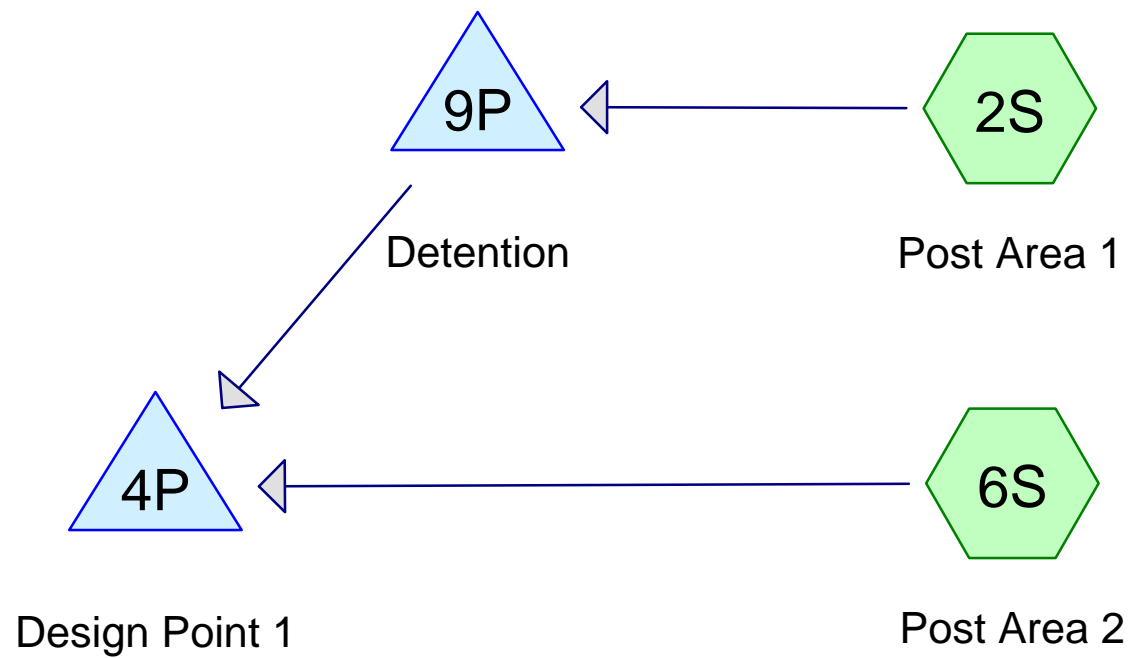 9P
2S
Detention
Post Area 1
4P
6S
Design Point 1
Post Area 2